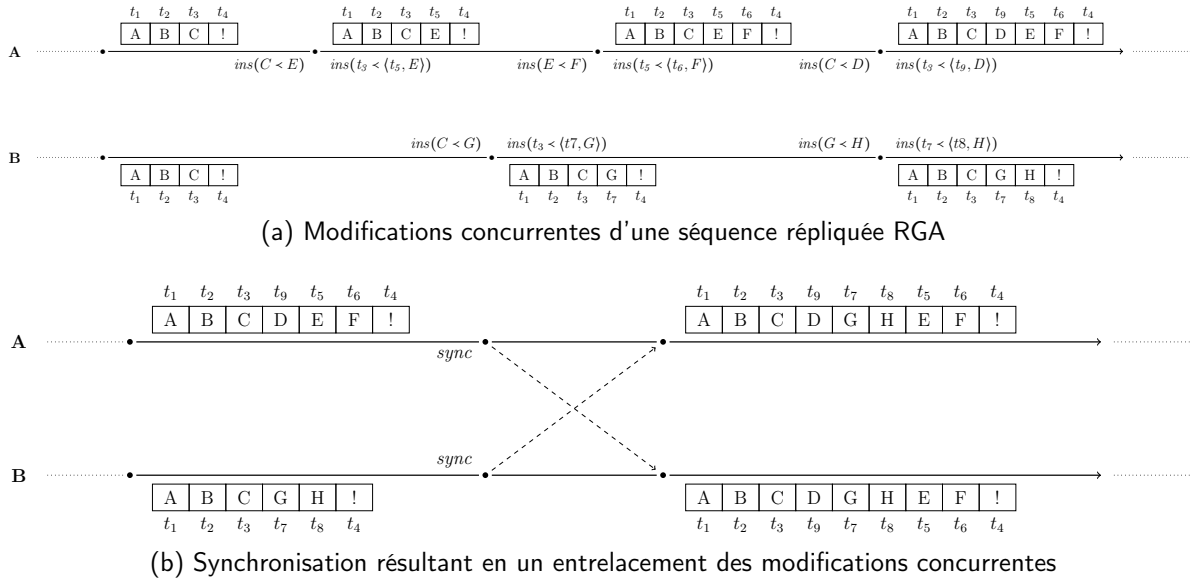 t₁ t₂ t₃ t₄ t₁ t₂ t₃ t₅ t₄ t₁ t₂ t₃ t₅ t₆ t₄ t₁ t₂ t₃ t₉ t₅ t₆ t₄
A B C ! A B C E ! A B C E F ! A B C D E F !
A
ins(C ≺ E) ins(t₃ ≺ ⟨t₅, E⟩) ins(E ≺ F) ins(t₅ ≺ ⟨t₆, F⟩) ins(C ≺ D) ins(t₃ ≺ ⟨t₉, D⟩)
ins(C ≺ G) ins(t₃ ≺ ⟨t7, G⟩) ins(G ≺ H) ins(t₇ ≺ ⟨t8, H⟩)
B
A B C ! A B C G ! A B C G H !
t₁ t₂ t₃ t₄ t₁ t₂ t₃ t₇ t₄ t₁ t₂ t₃ t₇ t₈ t₄
(a) Modifications concurrentes d'une séquence répliquée RGA
t₁ t₂ t₃ t₉ t₅ t₆ t₄ t₁ t₂ t₃ t₉ t₇ t₈ t₅ t₆ t₄
A B C D E F ! A B C D G H E F !
A
sync
sync
B
A B C G H ! A B C D G H E F !
t₁ t₂ t₃ t₇ t₈ t₄ t₁ t₂ t₃ t₉ t₇ t₈ t₅ t₆ t₄
(b) Synchronisation résultant en un entrelacement des modifications concurrentes